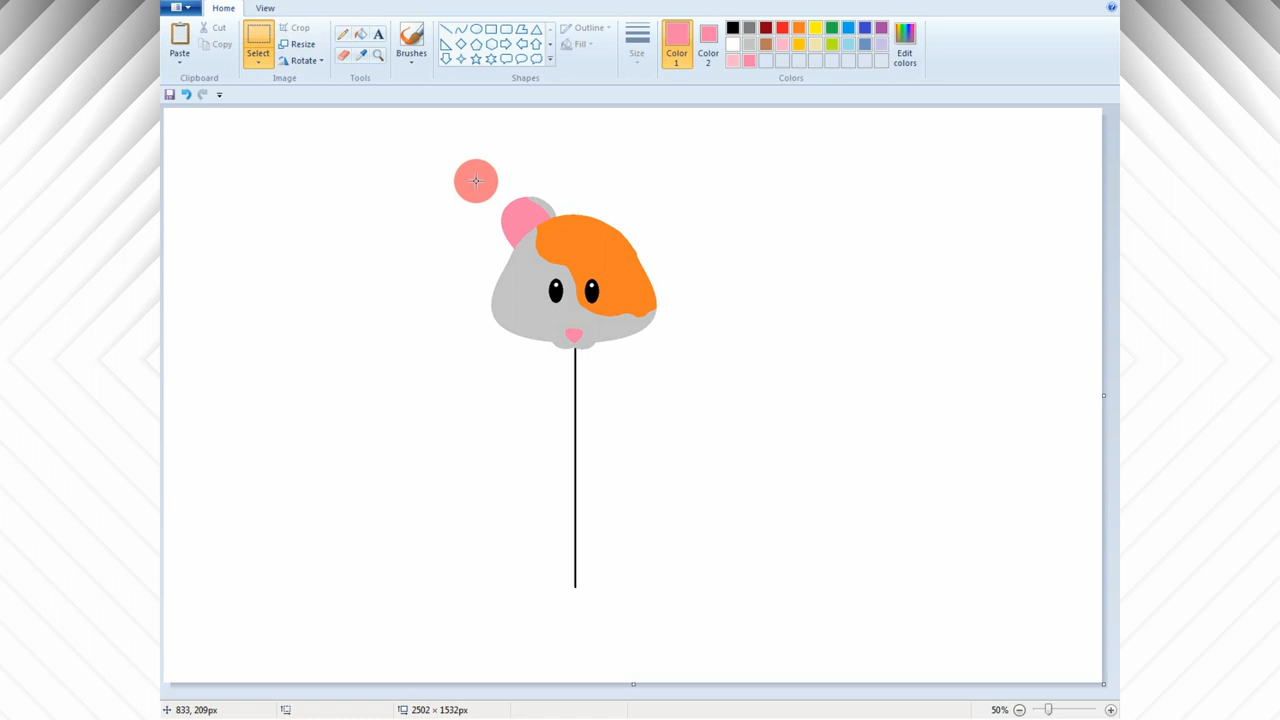 Home View
Paste
Cut
Copy
Clipboard
Select
Crop
Resize
Rotate
Image
A
Tools
Brushes
Outline
Fill
Shapes
Size
Color 1
Color 2
Edit colors
Colors
833, 209px
2502 × 1532px
50%